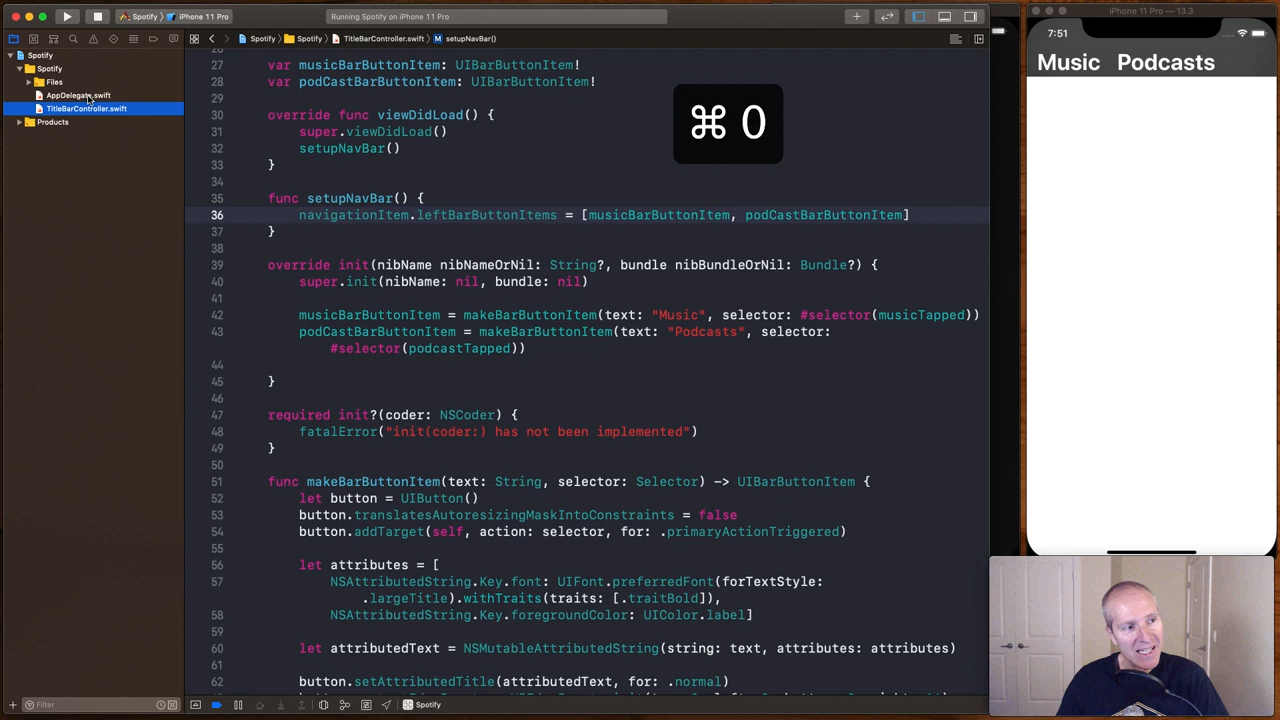 Spotify
iPhone 11 Pro
Running Spotify on iPhone 11 Pro
iPhone 11 Pro — 13.3
Spotify
Spotify
TitleBarController.swift
M
setupNavBar()
7:51
Music
Podcasts
⌘ 0
Spotify
Spotify
Files
AppDelegate.swift
TitleBarController.swift
Products
27 var musicBarButtonItem: UIBarButtonItem!
28 var podCastBarButtonItem: UIBarButtonItem!
29
30 override func viewDidLoad() {
31 super.viewDidLoad()
32 setupNavBar()
33 }
34
35 func setupNavBar() {
36 navigationItem.leftBarButtonItems = [musicBarButtonItem, podCastBarButtonItem]
37 }
38
39 override init(nibName nibNameOrNil: String?, bundle nibBundleOrNil: Bundle?) {
40 super.init(nibName: nil, bundle: nil)
41
42 musicBarButtonItem = makeBarButtonItem(text: "Music", selector: #selector(musicTapped))
43 podCastBarButtonItem = makeBarButtonItem(text: "Podcasts", selector:
#selector(podcastTapped))
44
45 }
46
47 required init?(coder: NSCoder) {
48 fatalError("init(coder:) has not been implemented")
49 }
50
51 func makeBarButtonItem(text: String, selector: Selector) -> UIBarButtonItem {
52 let button = UIButton()
53 button.translatesAutoresizingMaskIntoConstraints = false
54 button.addTarget(self, action: selector, for: .primaryActionTriggered)
55
56 let attributes = [
57 NSAttributedString.Key.font: UIFont.preferredFont(forTextStyle:
.largeTitle).withTraits(traits: [.traitBold]),
58 NSAttributedString.Key.foregroundColor: UIColor.label]
59
60 let attributedText = NSMutableAttributedString(string: text, attributes: attributes)
61
62 button.setAttributedTitle(attributedText, for: .normal)
Filter
Spotify